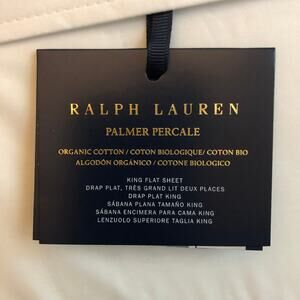 RALPH LAUREN
PALMER PERCALE
ORGANIC COTTON / COTON BIOLOGIQUE/ COTON BIO
ALGODÓN ORGÁNICO / COTONE BIOLOGICO
KING FLAT SHEET
DRAP PLAT, TRÈS GRAND LIT DEUX PLACES
DRAP PLAT KING
SÁBANA PLANA TAMAÑO KING
SÁBANA ENCIMERA PARA CAMA KING
LENZUOLO SUPERIORE TAGLIA KING